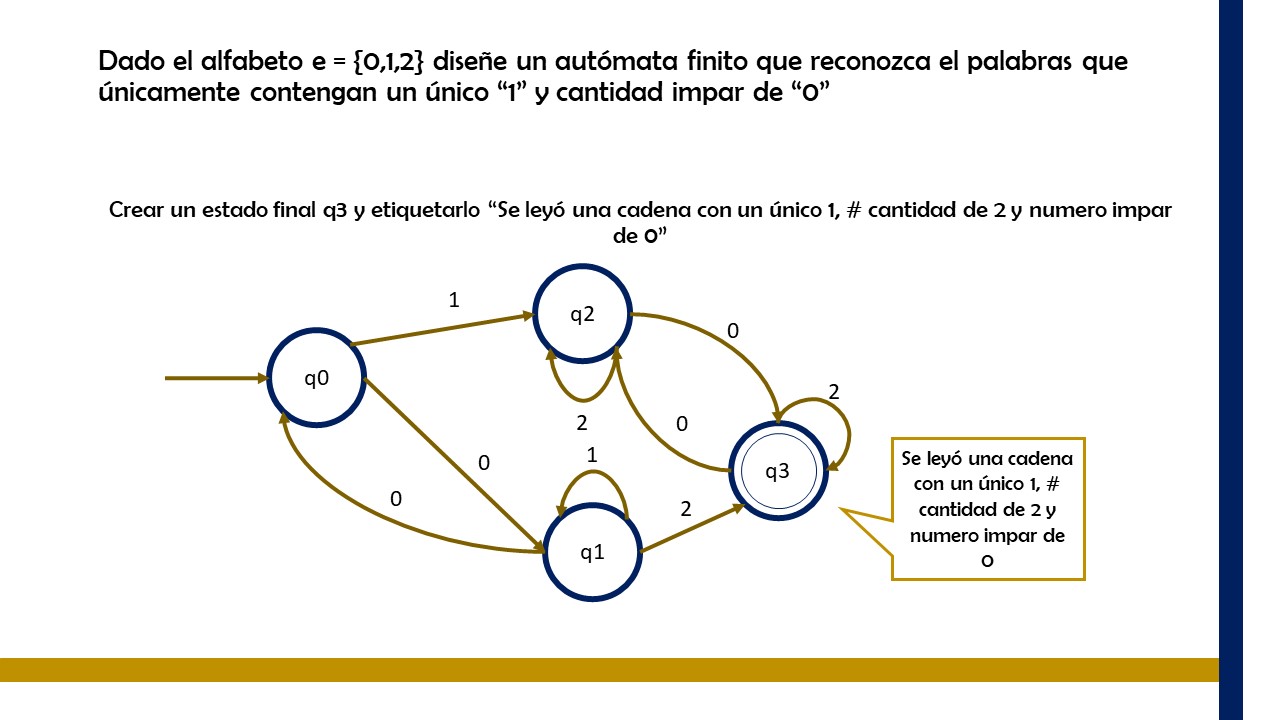 Dado el alfabeto e = {0,1,2} diseñe un autómata finito que reconozca el palabras que
únicamente contengan un único “1” y cantidad impar de “0”
Crear un estado final q3 y etiquetarlo “Se leyó una cadena con un único 1, # cantidad de 2 y numero impar
de 0”
1
q2
0
q0
2
2
0
1
0
q3
0
2
q1
Se leyó una cadena
con un único 1, #
cantidad de 2 y
numero impar de
0